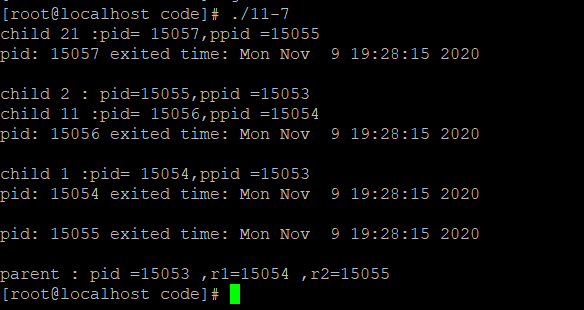 [root@localhost code]# ./11-7
child 21 :pid= 15057,ppid =15055
pid: 15057 exited time: Mon Nov  9 19:28:15 2020
child 2 : pid=15055,ppid =15053
child 11 :pid= 15056,ppid =15054
pid: 15056 exited time: Mon Nov  9 19:28:15 2020
child 1 :pid= 15054,ppid =15053
pid: 15054 exited time: Mon Nov  9 19:28:15 2020
pid: 15055 exited time: Mon Nov  9 19:28:15 2020
parent : pid =15053 ,r1=15054 ,r2=15055
[root@localhost code]#